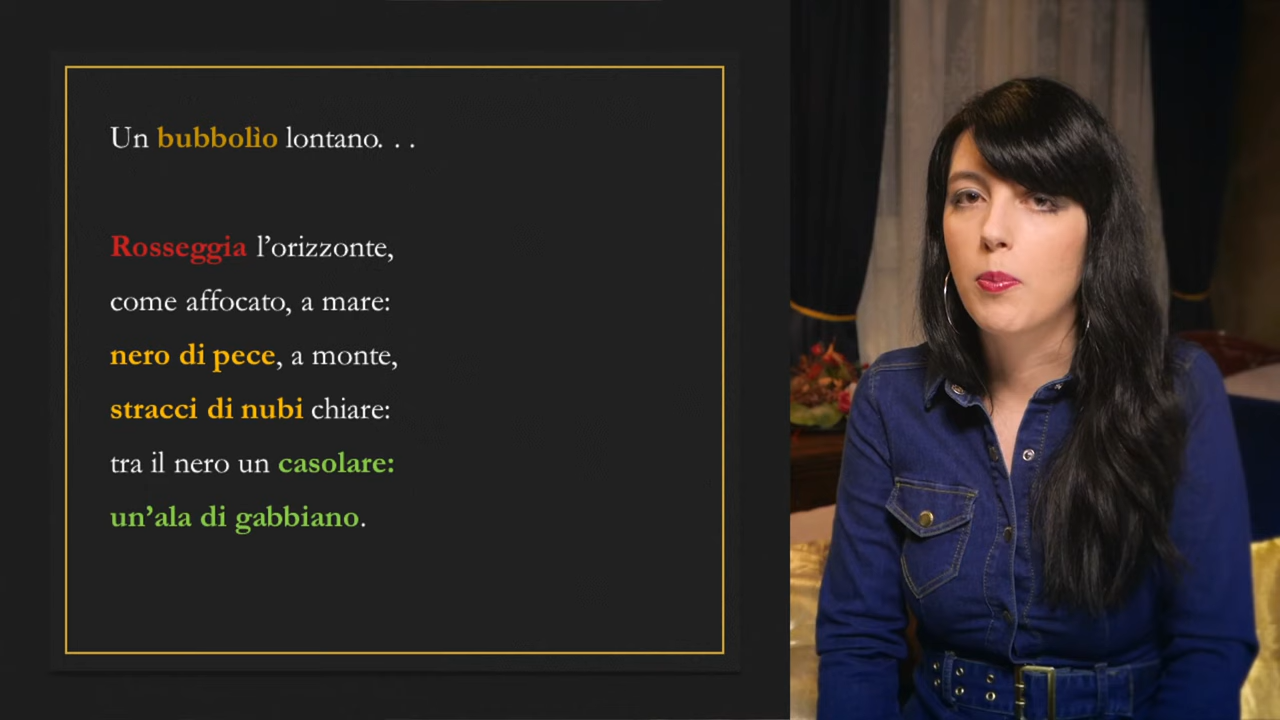 Un bubbolìo lontano. . .
Rosseggia l’orizzonte,
come affocato, a mare:
nero di pece, a monte,
stracci di nubi chiare:
tra il nero un casolare:
un’ala di gabbiano.